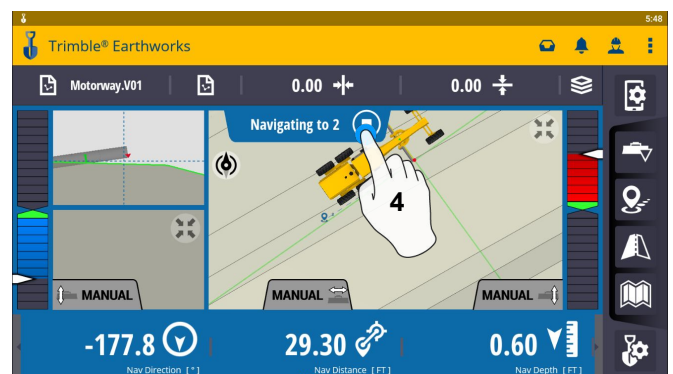 5:48
Trimble® Earthworks
Motorway.V01 0.00 0.00
Navigating to 2
4
MANUAL MANUAL MANUAL
-177.8 29.30 0.60
Nav Direction [°] Nav Distance [FT] Nav Depth [FT]